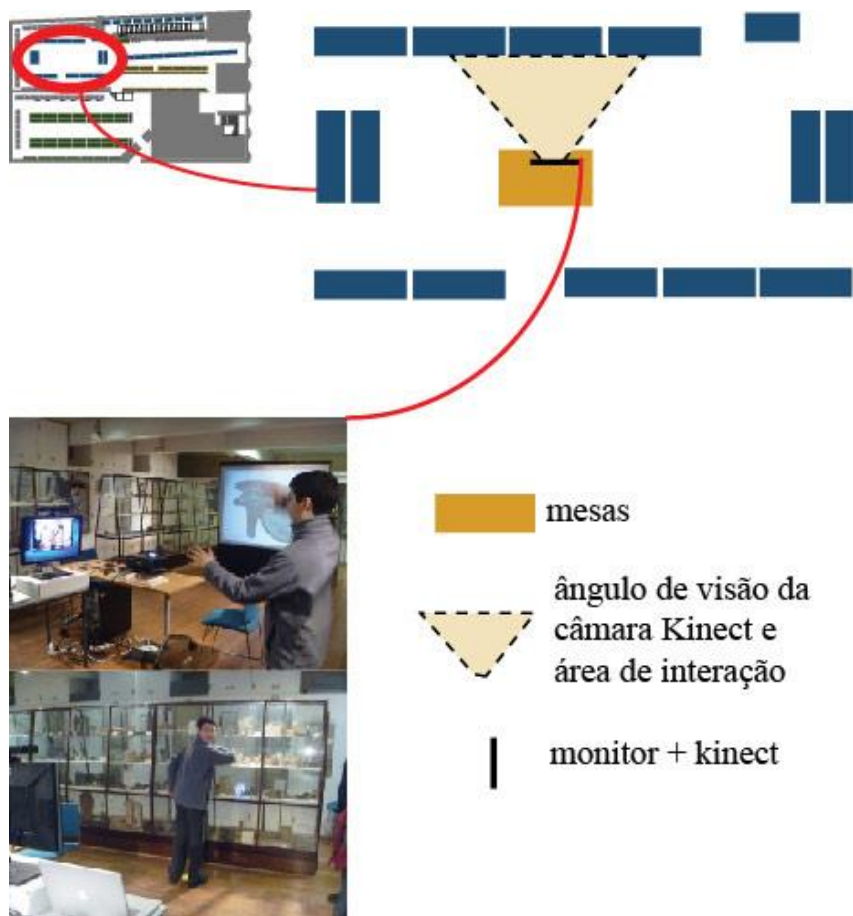 mesas
ângulo de visão da
câmara Kinect e
área de interação
monitor + kinect